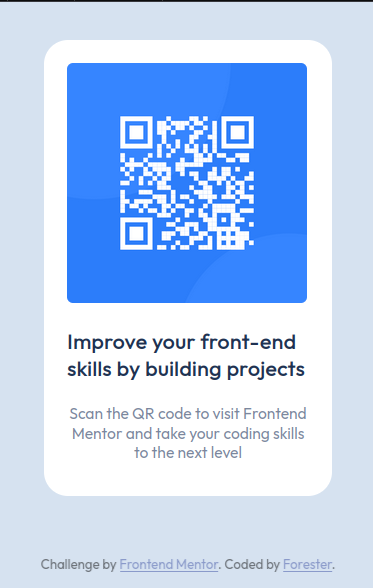 Improve your front-end
skills by building projects
Scan the QR code to visit Frontend
Mentor and take your coding skills
to the next level
Challenge by Frontend Mentor. Coded by Forester.